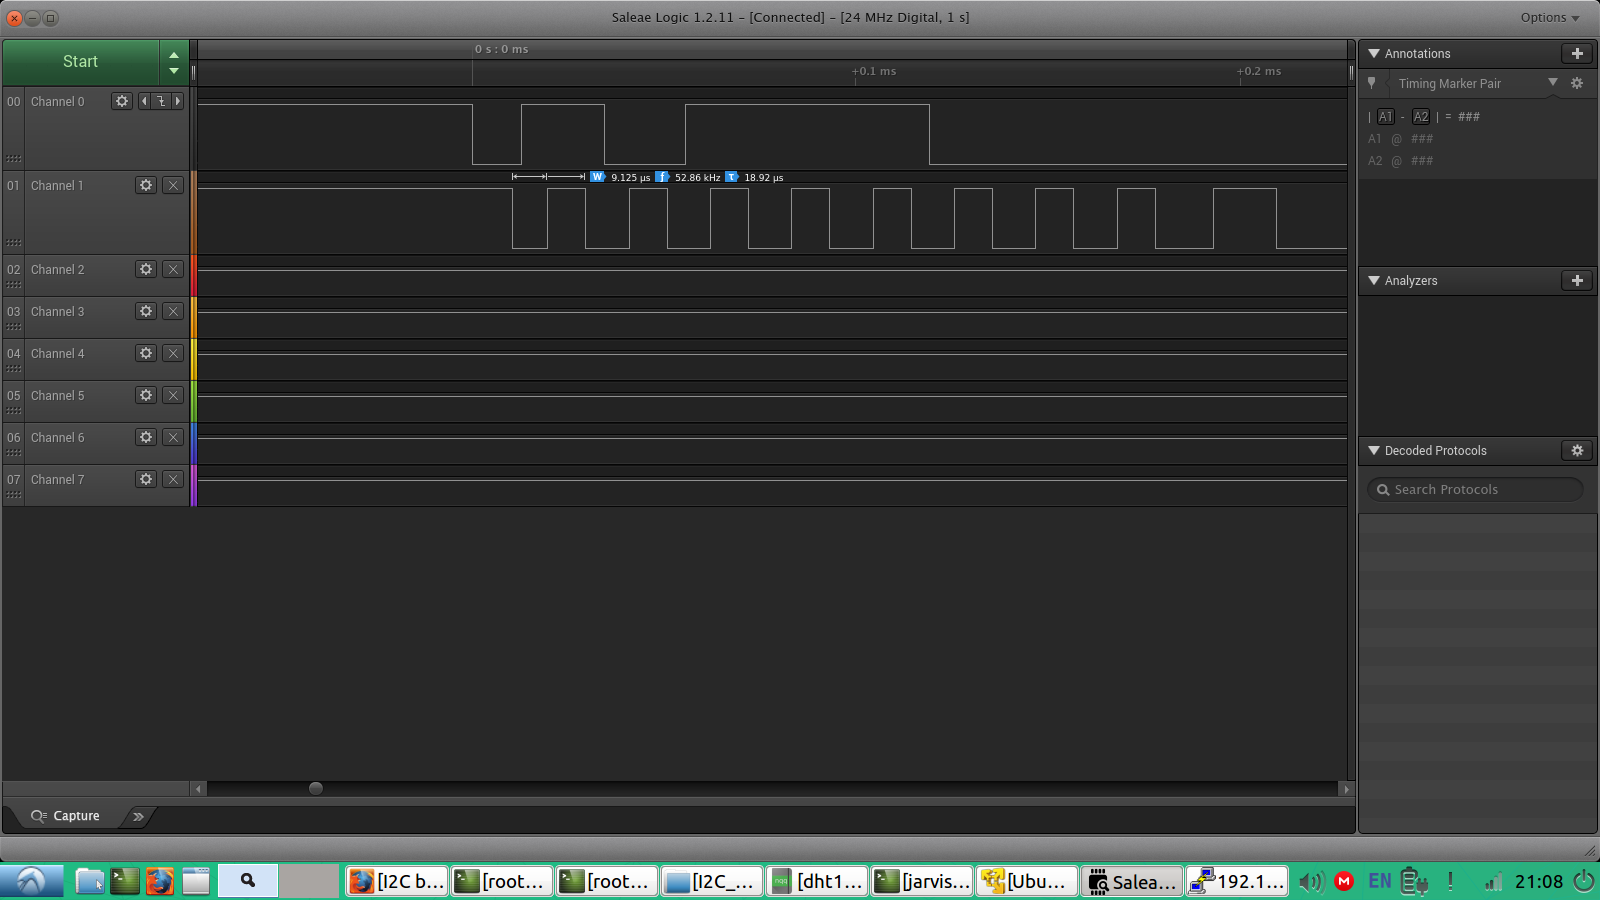 Saleae Logic 1.2.11 - [Connected] - [24 MHz Digital, 1 s]
Options
Start
0 s : 0 ms
+0.1 ms
+0.2 ms
00 Channel 0
01 Channel 1
W 9.125 µs f 52.86 kHz T 18.92 µs
02 Channel 2
03 Channel 3
04 Channel 4
05 Channel 5
06 Channel 6
07 Channel 7
Annotations
Timing Marker Pair
| A1 - A2 | = ###
A1 @ ###
A2 @ ###
Analyzers
Decoded Protocols
Search Protocols
Capture
[I2C b...
[root...
[root...
[I2C_...
[dht1...
[jarvis...
[Ubu...
Salea...
192.1...
M
EN
21:08